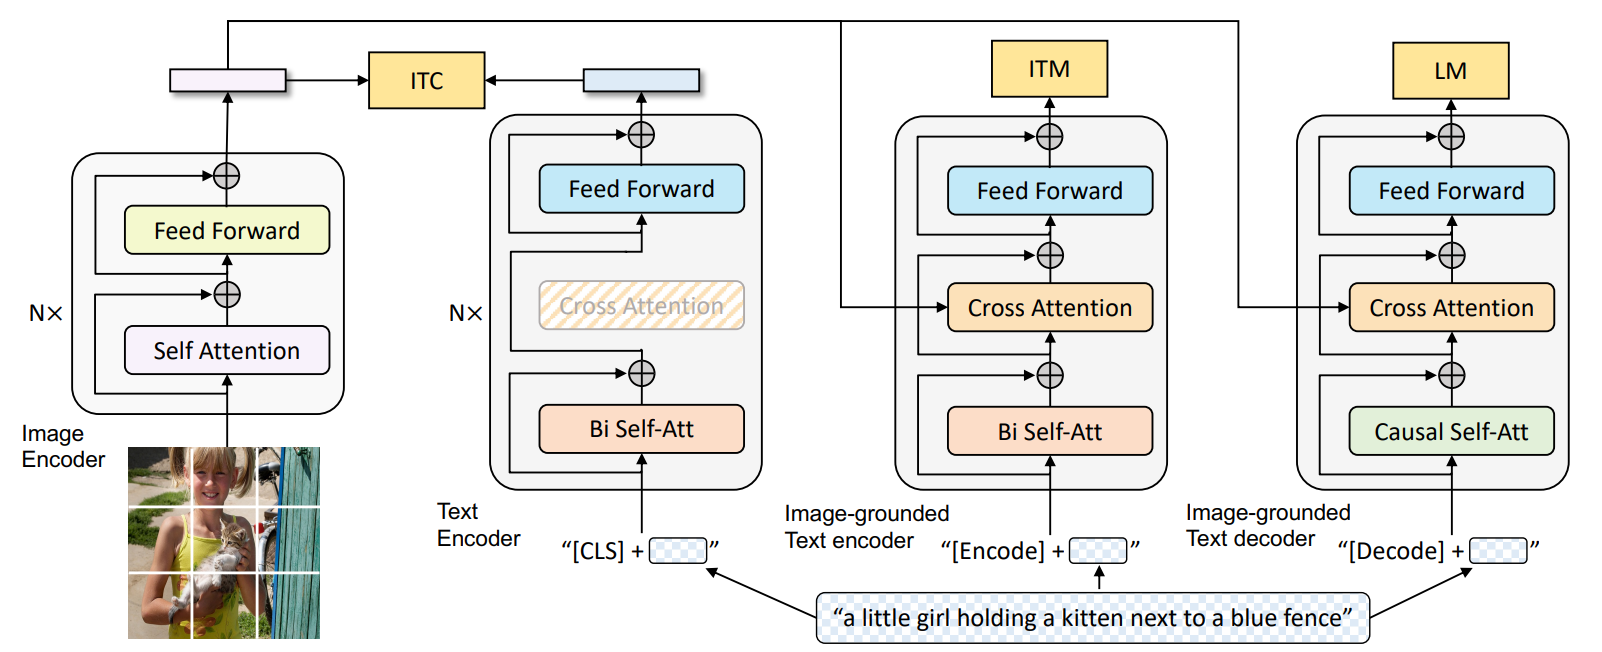 ITC
ITM
LM
Feed Forward
Self Attention
N×
Image
Encoder
Feed Forward
Cross Attention
Bi Self-Att
N×
Text
Encoder
“[CLS] + ”
Feed Forward
Cross Attention
Bi Self-Att
Image-grounded
Text encoder
“[Encode] + ”
Feed Forward
Cross Attention
Causal Self-Att
Image-grounded
Text decoder
“[Decode] + ”
“a little girl holding a kitten next to a blue fence”